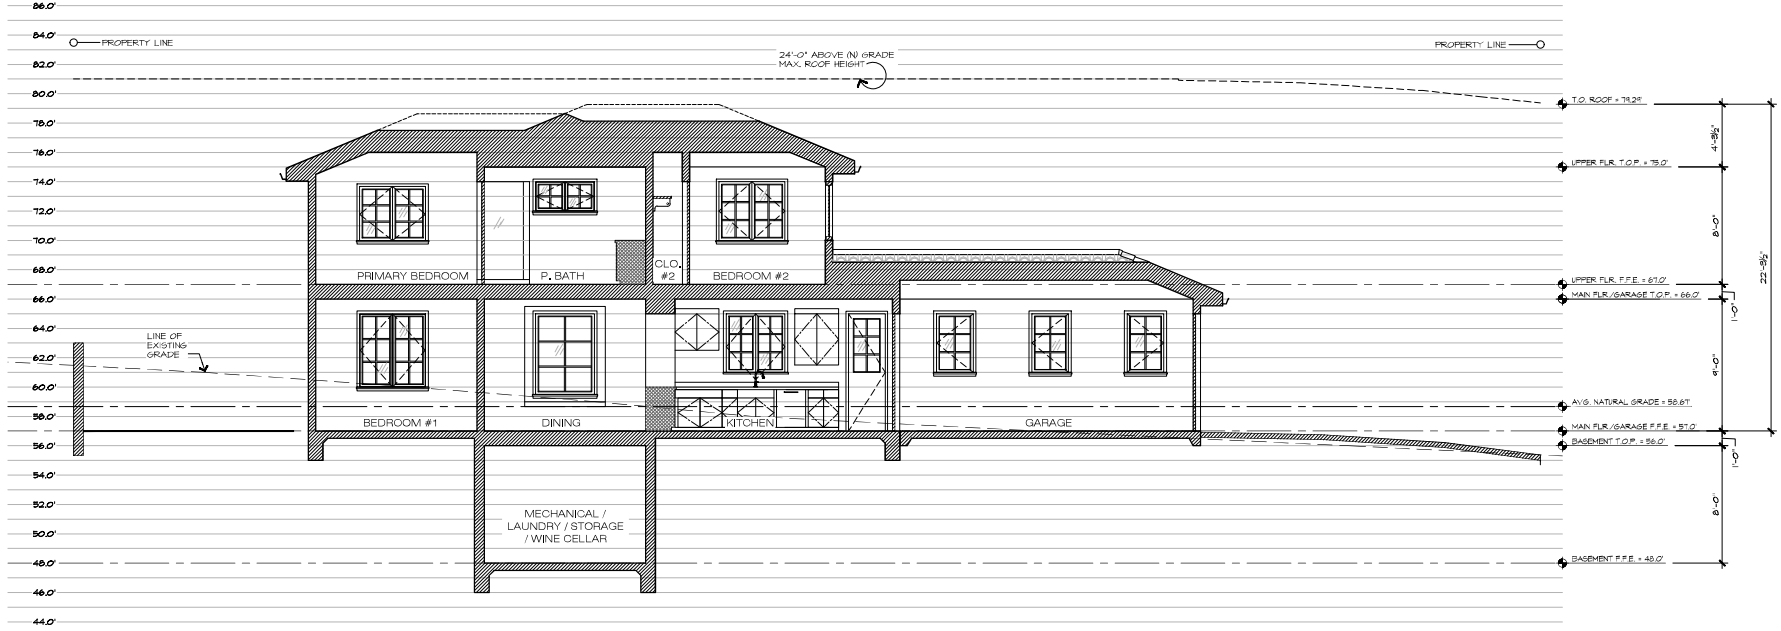 86.0'
84.0'
PROPERTY LINE
PROPERTY LINE
24'-0" ABOVE (N) GRADE
MAX. ROOF HEIGHT
82.0'
80.0'
T.O. ROOF = 79.29'
78.0'
4'-3½"
76.0'
UPPER FLR. T.O.P. = 75.0'
74.0'
72.0'
8'-0"
70.0'
68.0'
PRIMARY BEDROOM
P. BATH
CLO.
#2
BEDROOM #2
22'-3½"
UPPER FLR. F.F.E. = 67.0'
66.0'
MAIN FLR./GARAGE T.O.P. = 66.0'
1'-0"
64.0'
LINE OF
EXISTING
GRADE
62.0'
9'-0"
60.0'
AVG. NATURAL GRADE = 58.67'
58.0'
BEDROOM #1
DINING
KITCHEN
GARAGE
MAIN FLR./GARAGE F.F.E. = 57.0'
56.0'
BASEMENT T.O.P. = 56.0'
1'-0"
54.0'
52.0'
8'-0"
MECHANICAL /
LAUNDRY / STORAGE
/ WINE CELLAR
50.0'
48.0'
BASEMENT F.F.E. = 48.0'
46.0'
44.0'